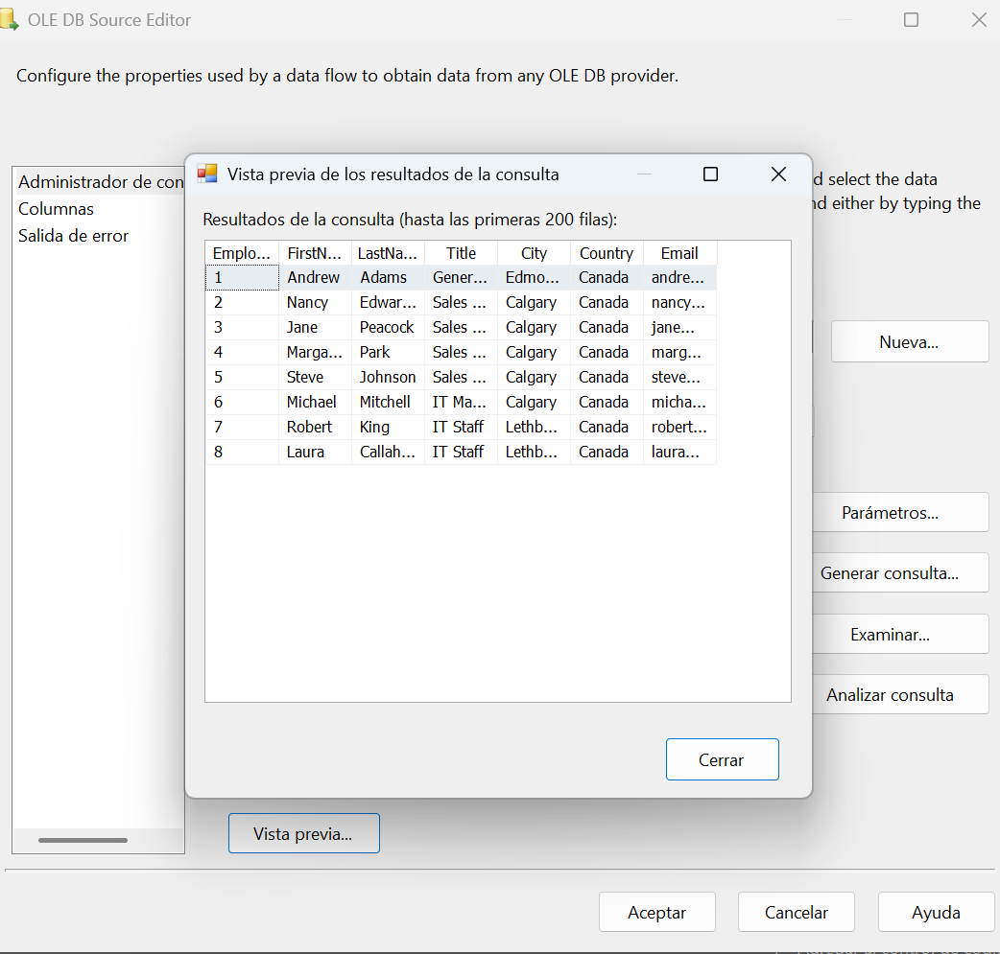 OLE DB Source Editor
Configure the properties used by a data flow to obtain data from any OLE DB provider.
Administrador de con
Columnas
Salida de error
d select the data
nd either by typing the
Vista previa de los resultados de la consulta
Resultados de la consulta (hasta las primeras 200 filas):
Emplo... FirstN... LastNa... Title City Country Email
1 Andrew Adams Gener... Edmo... Canada andre...
2 Nancy Edwar... Sales ... Calgary Canada nancy...
3 Jane Peacock Sales ... Calgary Canada jane...
4 Marga... Park Sales ... Calgary Canada marg...
5 Steve Johnson Sales ... Calgary Canada steve...
6 Michael Mitchell IT Ma... Calgary Canada micha...
7 Robert King IT Staff Lethb... Canada robert...
8 Laura Callah... IT Staff Lethb... Canada laura...
Cerrar
Nueva...
Parámetros...
Generar consulta...
Examinar...
Analizar consulta
Vista previa...
Aceptar Cancelar Ayuda